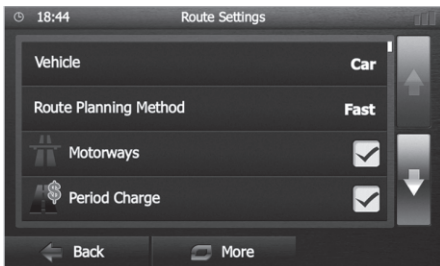 18:44 Route Settings
Vehicle Car
Route Planning Method Fast
Motorways
Period Charge
Back More